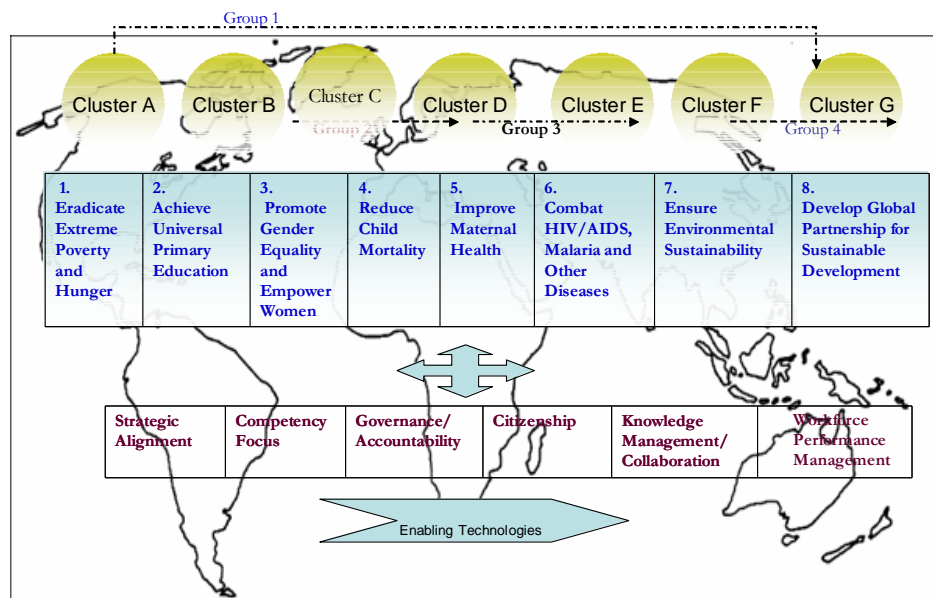 Group 1
Cluster A
Cluster B
Cluster C
Cluster D
Cluster E
Cluster F
Cluster G
Group 2
Group 3
Group 4
1.
Eradicate
Extreme
Poverty
and
Hunger
2.
Achieve
Universal
Primary
Education
3.
Promote
Gender
Equality and
Empower
Women
4.
Reduce
Child
Mortality
5.
Improve
Maternal
Health
6.
Combat
HIV/AIDS,
Malaria and
Other
Diseases
7.
Ensure
Environmental
Sustainability
8.
Develop Global
Partnership for
Sustainable
Development
Strategic
Alignment
Competency
Focus
Governance/
Accountability
Citizenship
Knowledge
Management/
Collaboration
Workforce
Performance
Management
Enabling Technologies